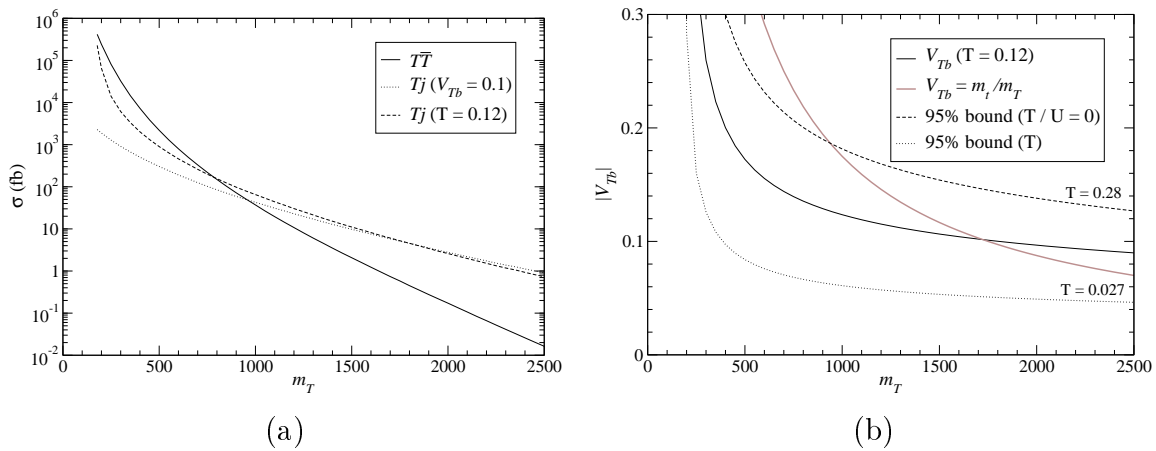 10^6
10^5
10^4
10^3
10^2
10
1
10^-1
10^-2
σ (fb)
TT̅
Tj (V_Tb = 0.1)
Tj (T = 0.12)
0
500
1000
1500
2000
2500
m_T
(a)
0.3
0.2
0.1
0
|V_Tb|
V_Tb (T = 0.12)
V_Tb = m_t /m_T
95% bound (T / U = 0)
95% bound (T)
T = 0.28
T = 0.027
0
500
1000
1500
2000
2500
m_T
(b)